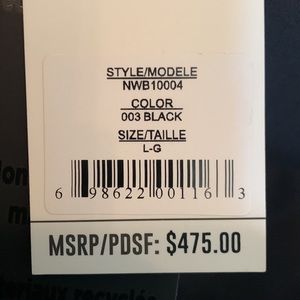 STYLE/MODELE
NWB10004
COLOR
003 BLACK
SIZE/TAILLE
L-G
6 98622 00116 3
MSRP/PDSF: $475.00